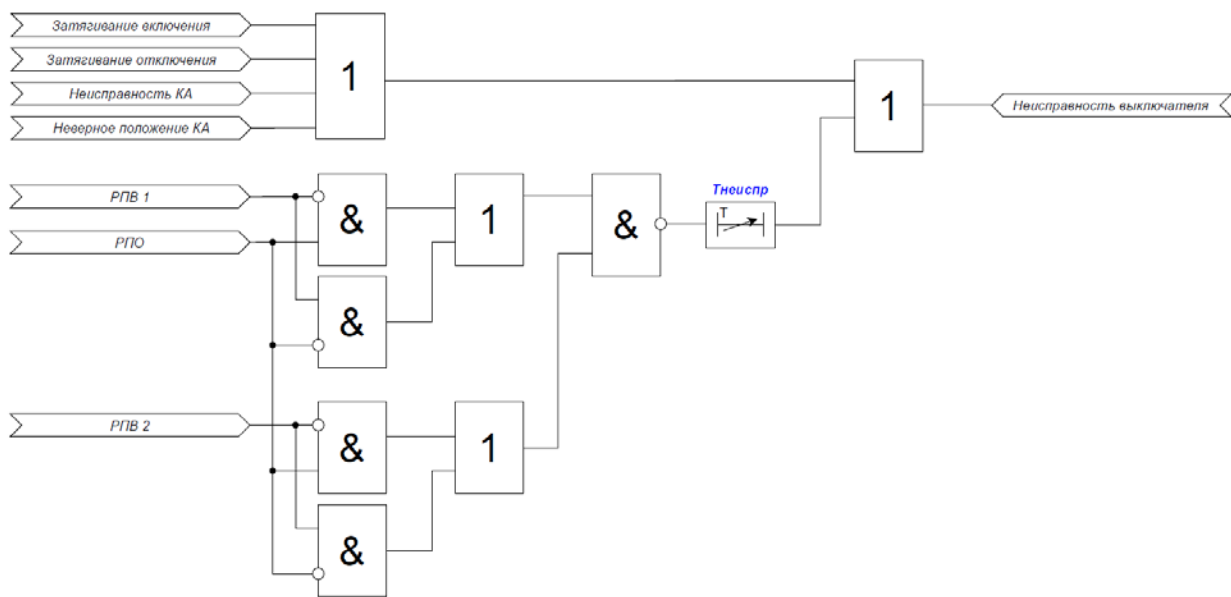 Затягивание включения
Затягивание отключения
Неисправность КА
Неверное положение КА
1
1
Неисправность выключателя
РПВ 1
РПО
&
1
&
Тнеиспр
T
&
РПВ 2
&
1
&